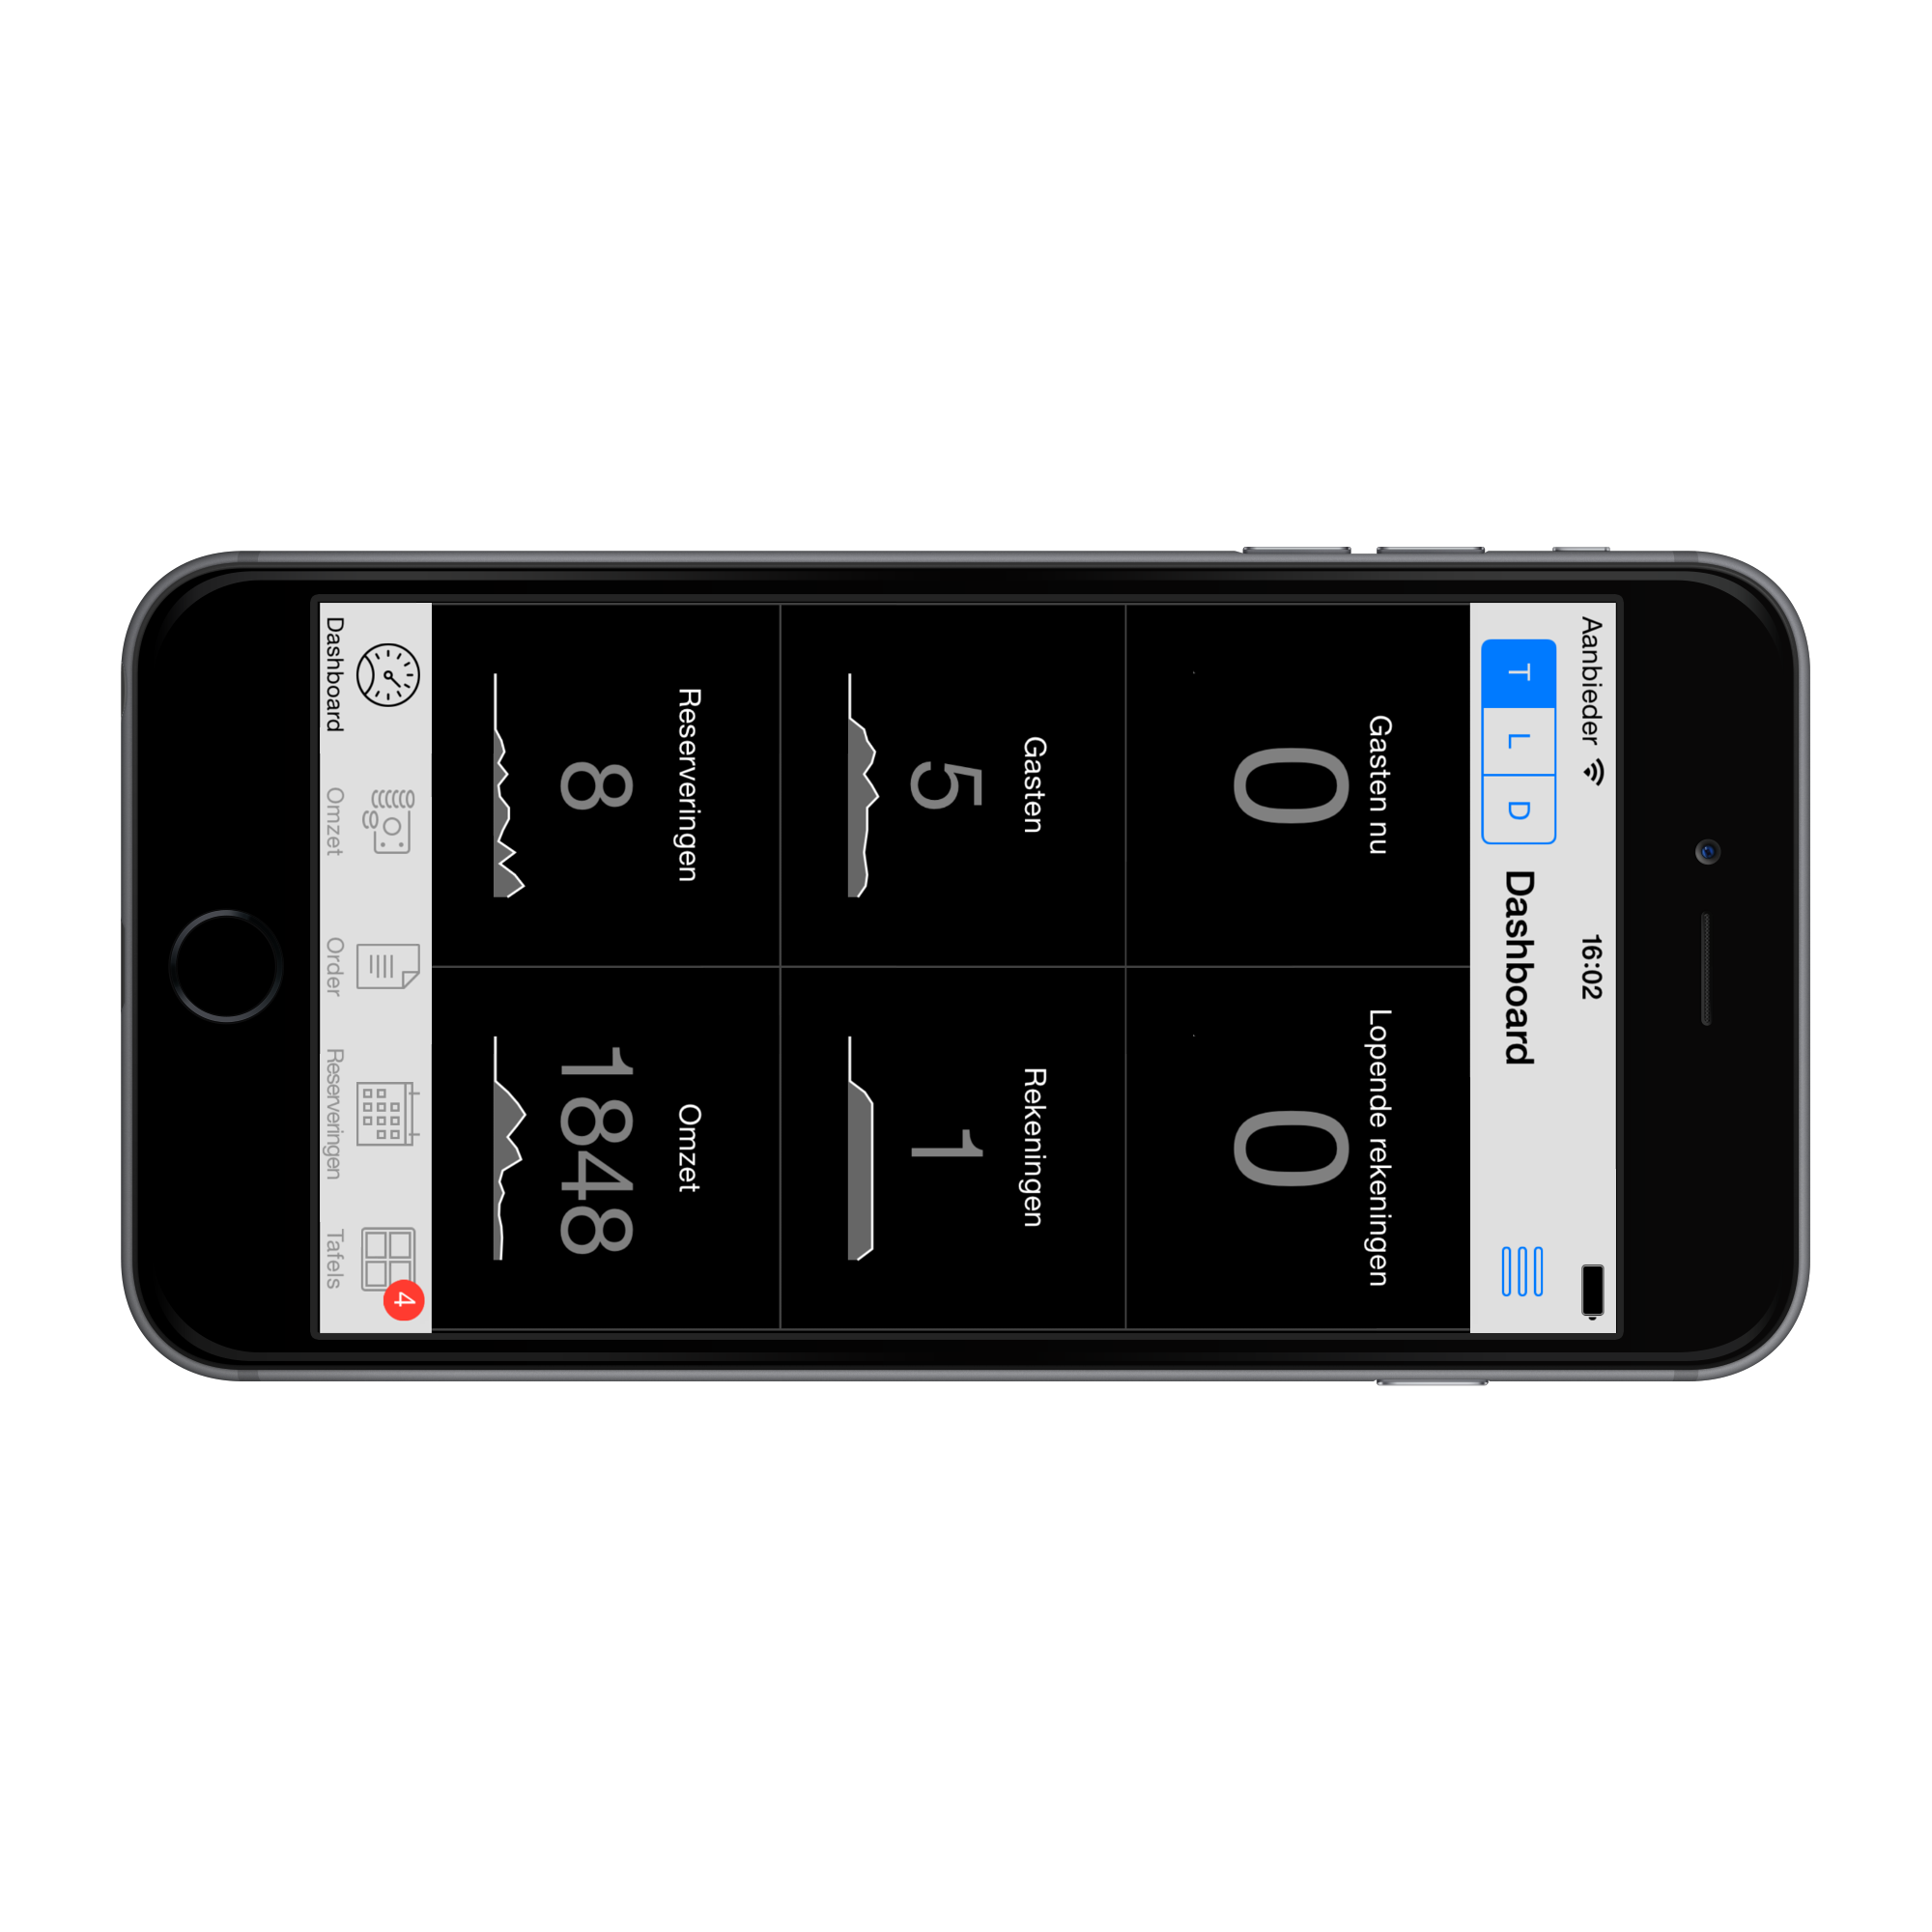 Aanbieder 16:02
T L D Dashboard
Gasten nu
0
Lopende rekeningen
0
Gasten
5
Rekeningen
1
Reserveringen
8
Omzet
1848
4
Dashboard Omzet Order Reserveringen Tafels